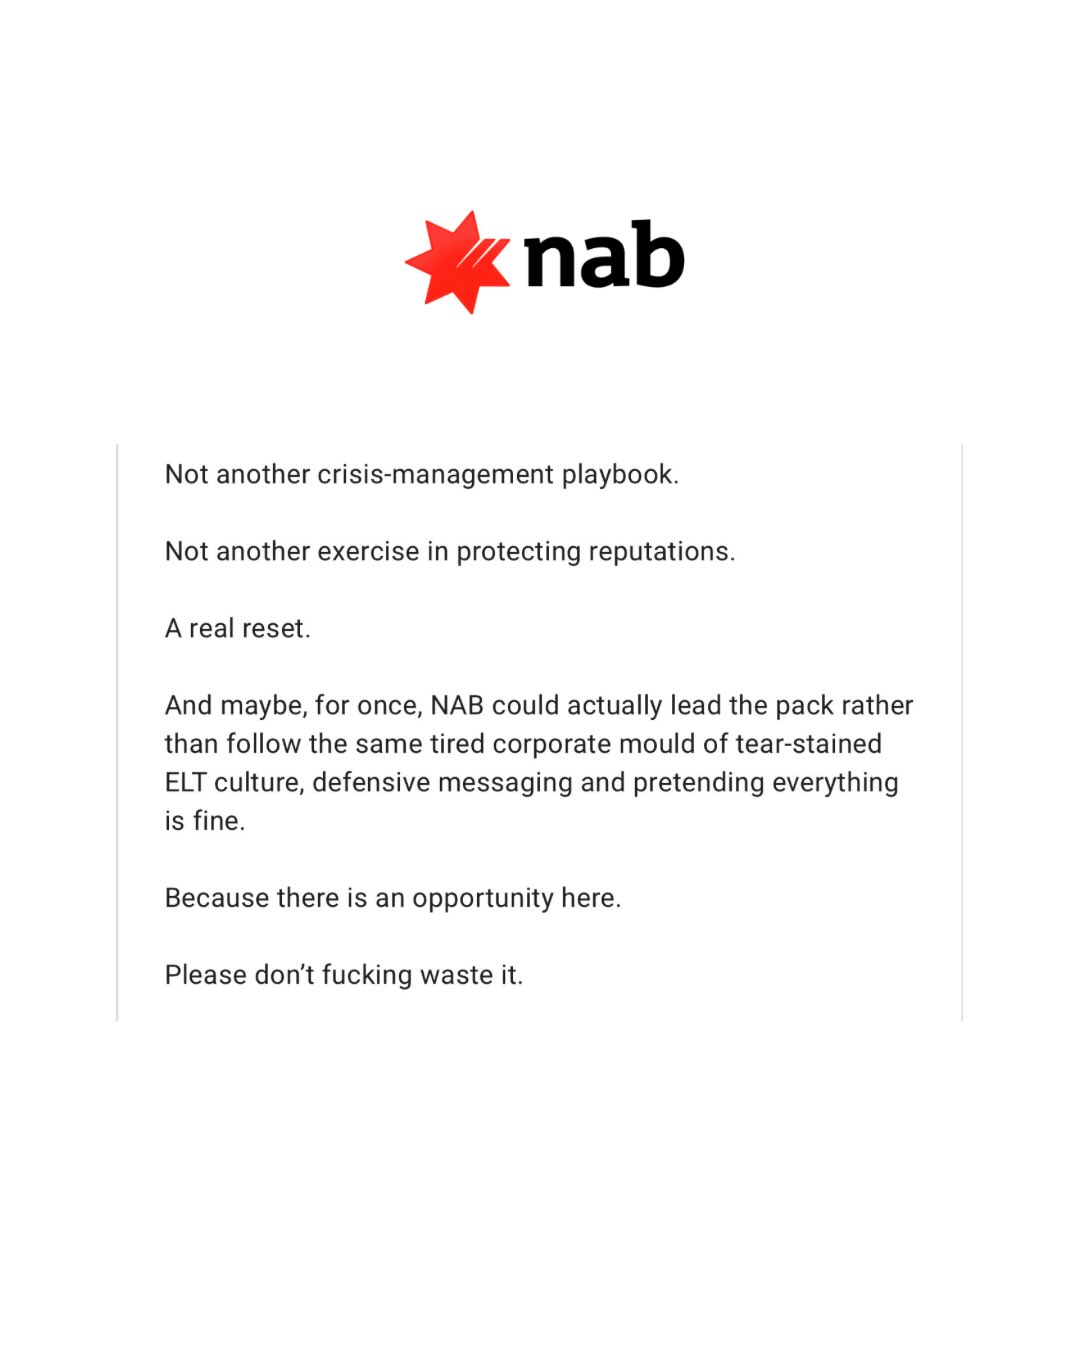 nab
Not another crisis-management playbook.
Not another exercise in protecting reputations.
A real reset.
And maybe, for once, NAB could actually lead the pack rather
than follow the same tired corporate mould of tear-stained
ELT culture, defensive messaging and pretending everything
is fine.
Because there is an opportunity here.
Please don’t fucking waste it.